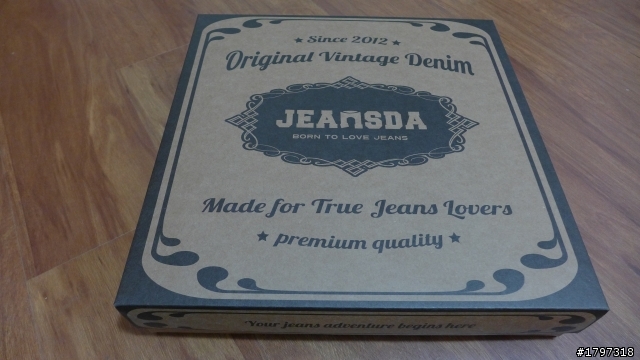 ★ Since 2012 ★
Original Vintage Denim
JEANSDA
BORN TO LOVE JEANS
Made for True Jeans Lovers
★ premium quality ★
Your jeans adventure begins here
#1797318